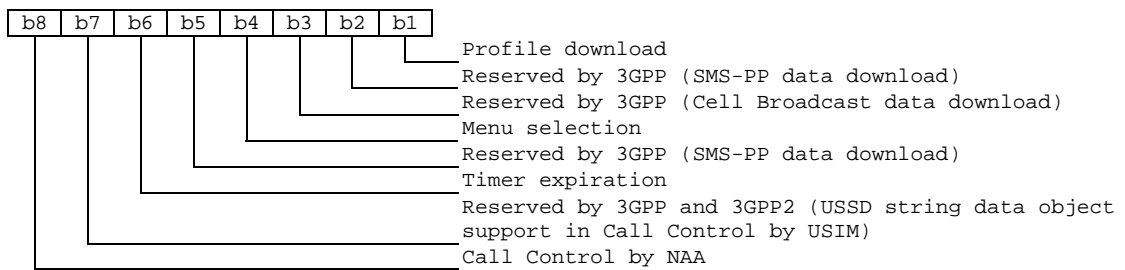 b8 b7 b6 b5 b4 b3 b2 b1
Profile download
Reserved by 3GPP (SMS-PP data download)
Reserved by 3GPP (Cell Broadcast data download)
Menu selection
Reserved by 3GPP (SMS-PP data download)
Timer expiration
Reserved by 3GPP and 3GPP2 (USSD string data object
support in Call Control by USIM)
Call Control by NAA